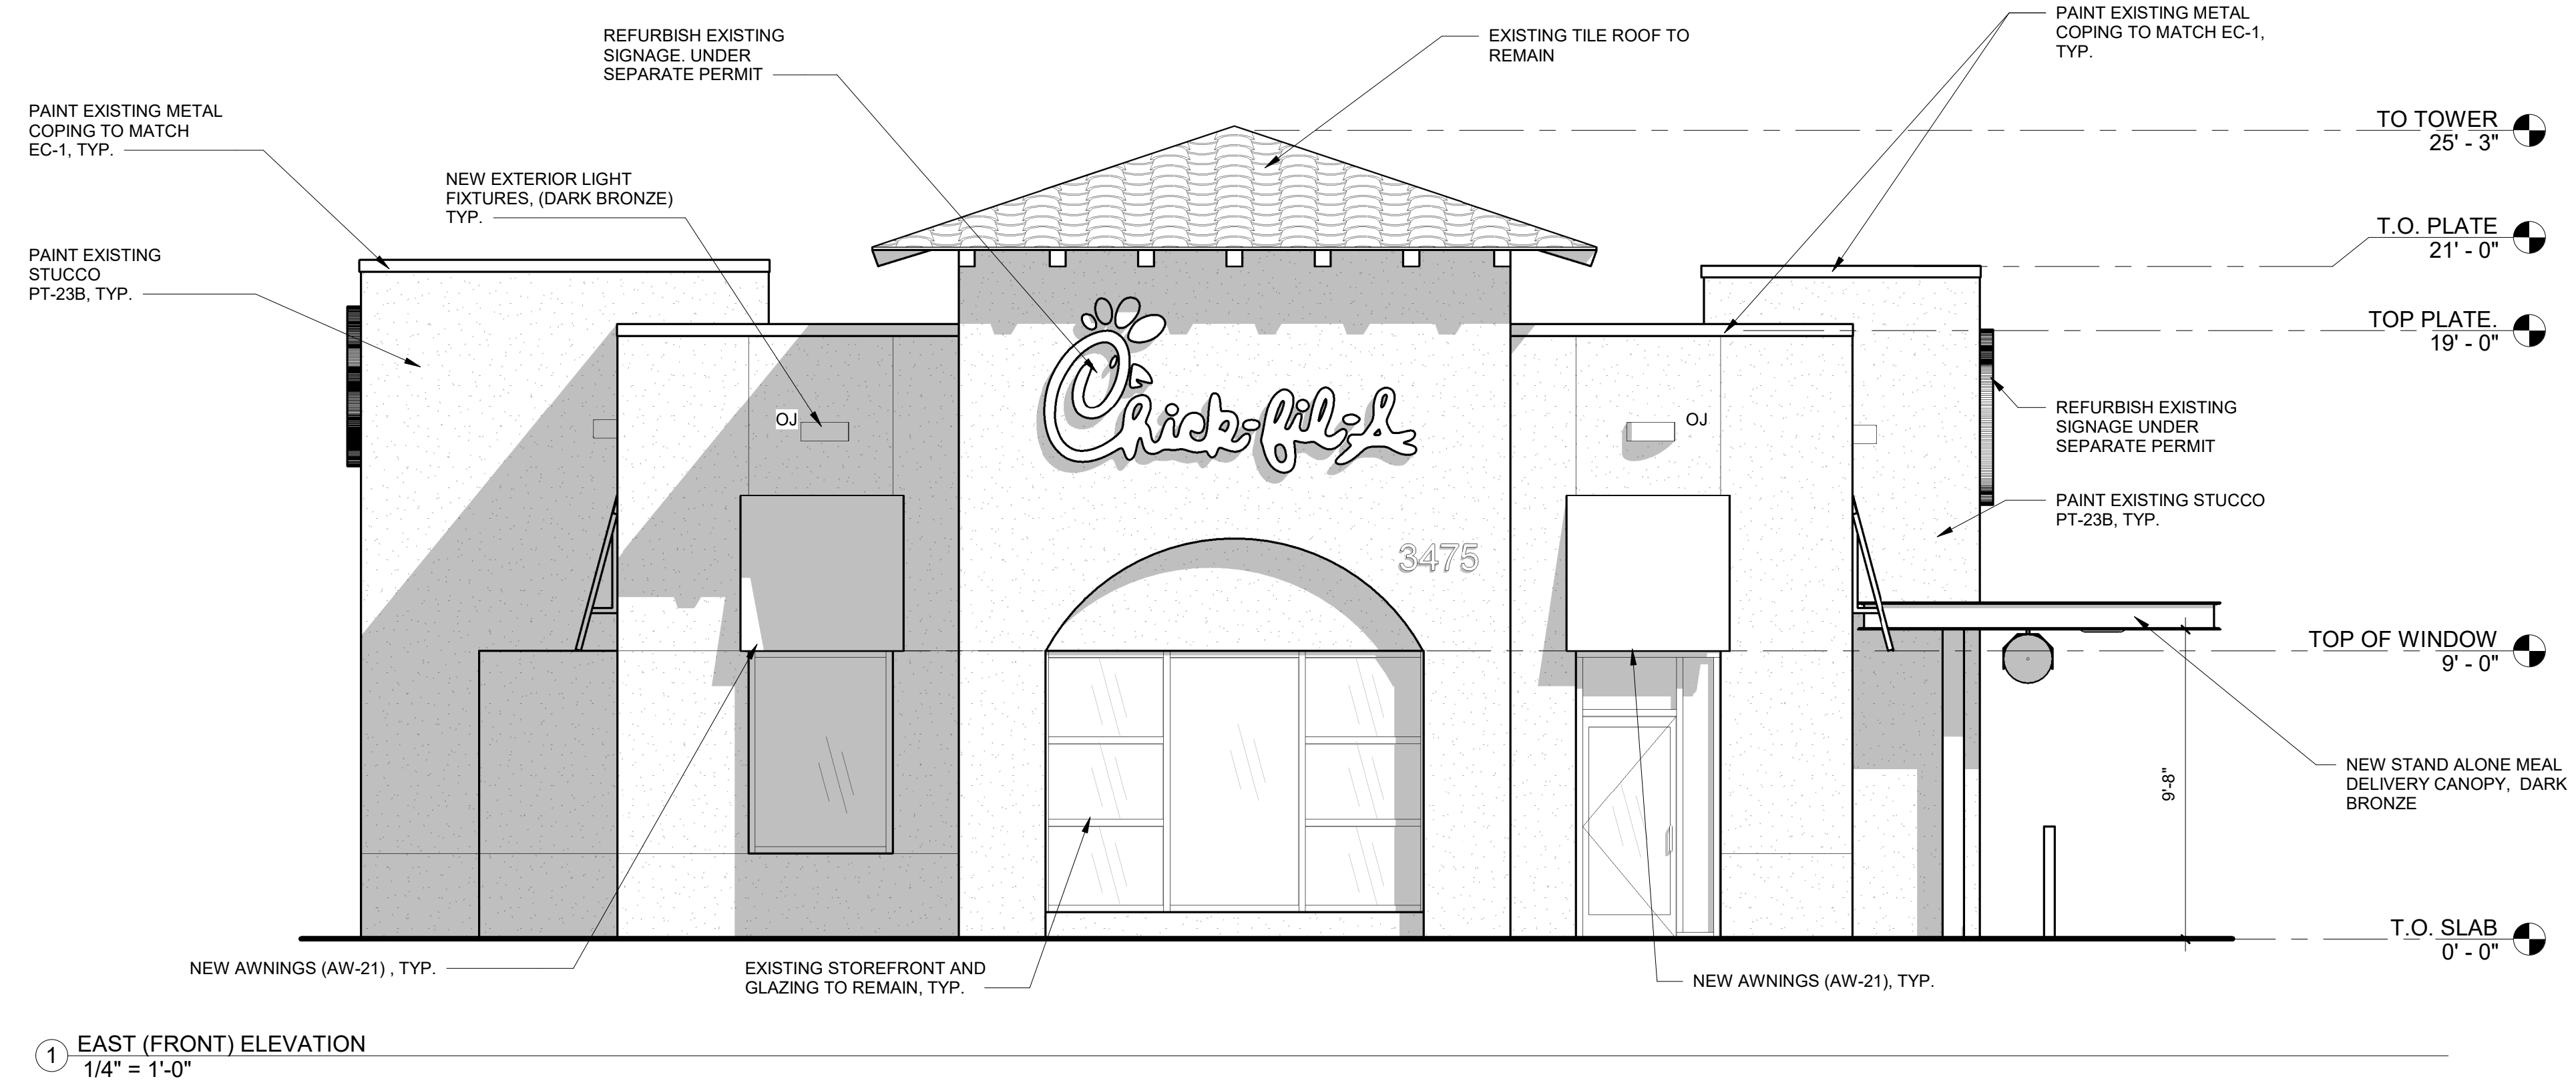 REFURBISH EXISTING
SIGNAGE. UNDER
SEPARATE PERMIT
EXISTING TILE ROOF TO
REMAIN
PAINT EXISTING METAL
COPING TO MATCH EC-1,
TYP.
PAINT EXISTING METAL
COPING TO MATCH
EC-1, TYP.
TO TOWER
25' - 3"
NEW EXTERIOR LIGHT
FIXTURES, (DARK BRONZE)
TYP.
T.O. PLATE
21' - 0"
PAINT EXISTING
STUCCO
PT-23B, TYP.
TOP PLATE.
19' - 0"
OJ
Chick-fil-A
OJ
REFURBISH EXISTING
SIGNAGE UNDER
SEPARATE PERMIT
PAINT EXISTING STUCCO
PT-23B, TYP.
3475
TOP OF WINDOW
9' - 0"
9'-8"
NEW STAND ALONE MEAL
DELIVERY CANOPY, DARK
BRONZE
T.O. SLAB
0' - 0"
NEW AWNINGS (AW-21) , TYP.
EXISTING STOREFRONT AND
GLAZING TO REMAIN, TYP.
NEW AWNINGS (AW-21), TYP.
1
EAST (FRONT) ELEVATION
1/4" = 1'-0"